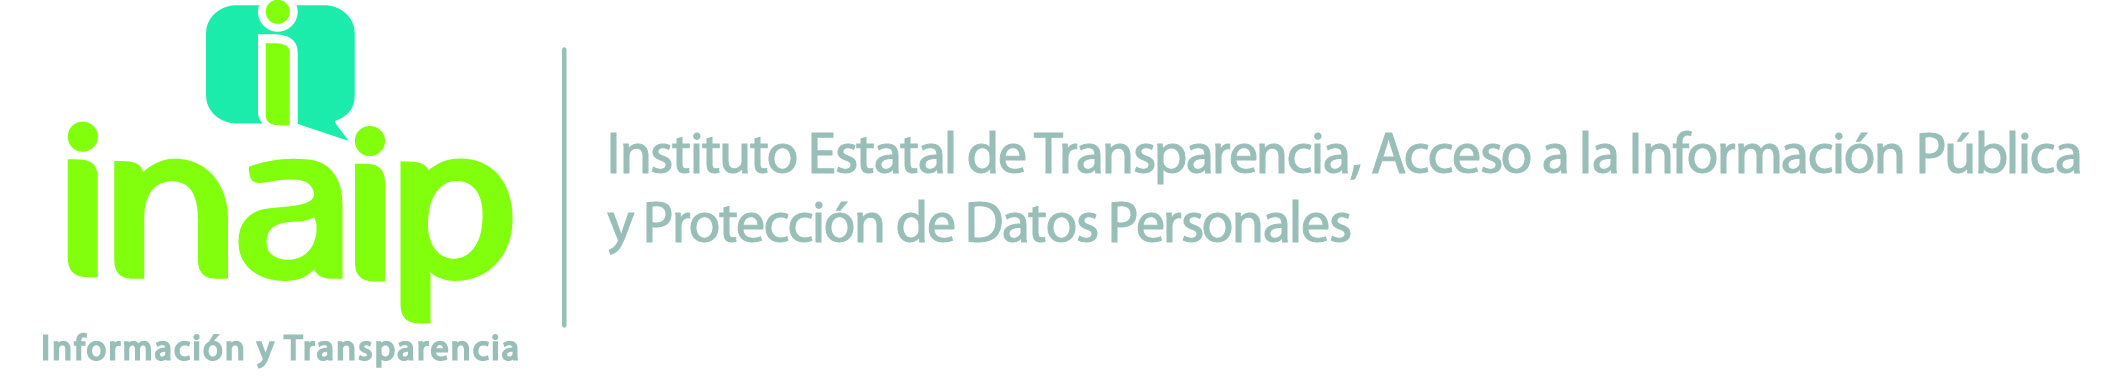 i
inaip
Información y Transparencia
Instituto Estatal de Transparencia, Acceso a la Información Pública
y Protección de Datos Personales